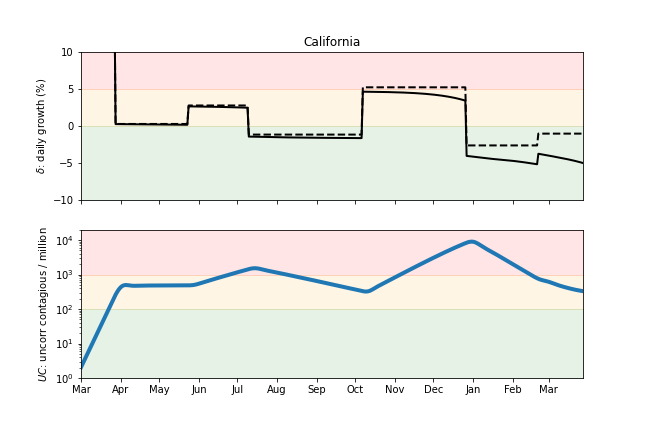 California
δ: daily growth (%)
10
5
0
−5
−10
UC: uncorr contagious / million
10⁴
10³
10²
10¹
10⁰
Mar Apr May Jun Jul Aug Sep Oct Nov Dec Jan Feb Mar